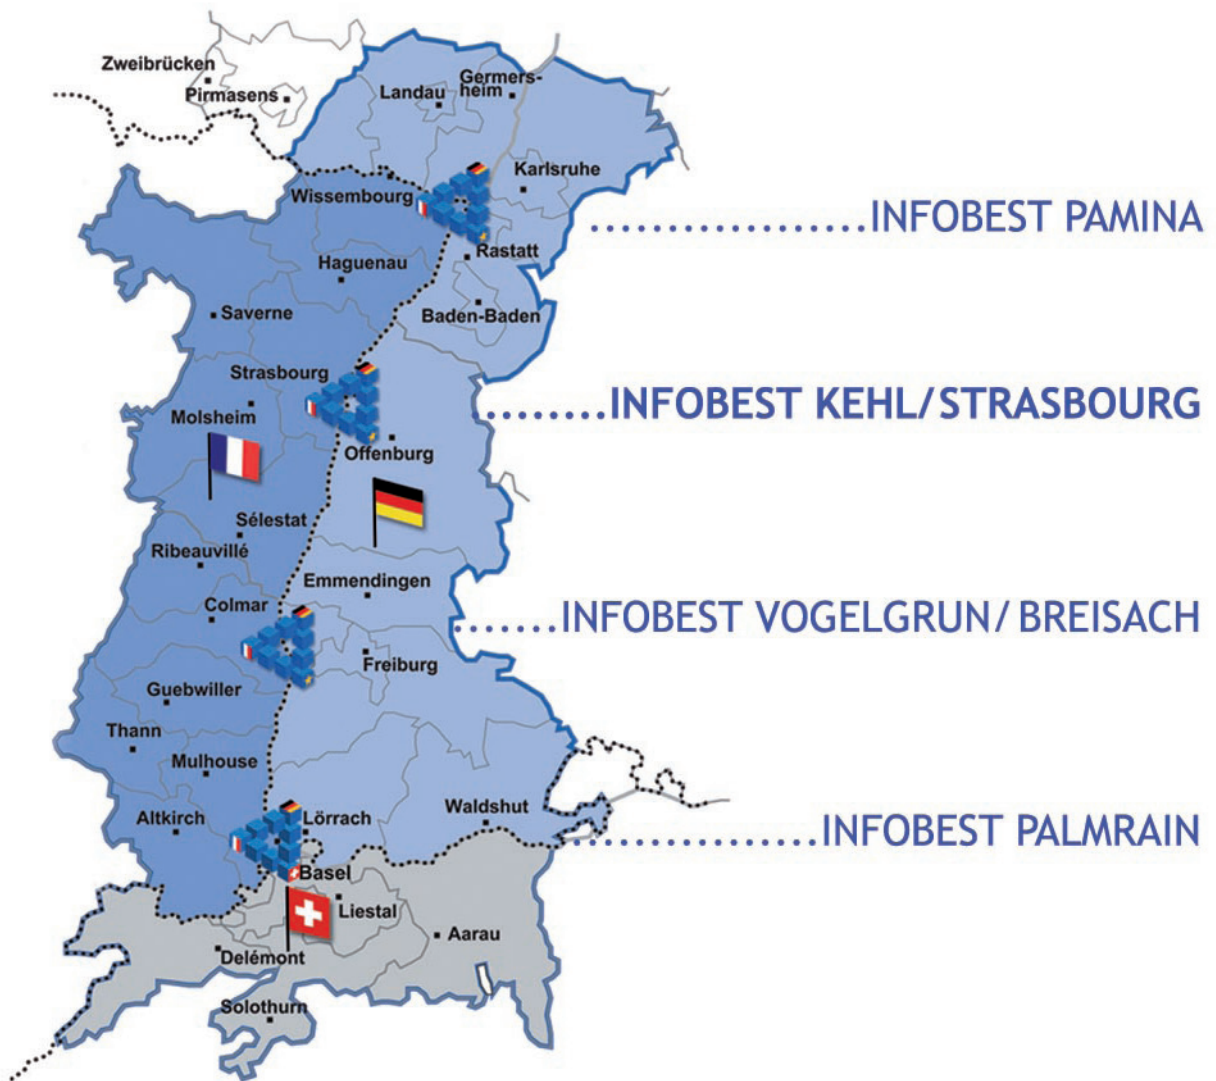 Zweibrücken
Pirmasens
Landau
Germers-
heim
Karlsruhe
Wissembourg
..................INFOBEST PAMINA
Rastatt
Haguenau
Saverne
Baden-Baden
Strasbourg
.........INFOBEST KEHL/STRASBOURG
Molsheim
Offenburg
Sélestat
Ribeauvillé
Emmendingen
Colmar
.......INFOBEST VOGELGRUN/BREISACH
Freiburg
Guebwiller
Thann
Mulhouse
Altkirch
Lörrach
Waldshut
................INFOBEST PALMRAIN
Basel
Liestal
Aarau
Delémont
Solothurn